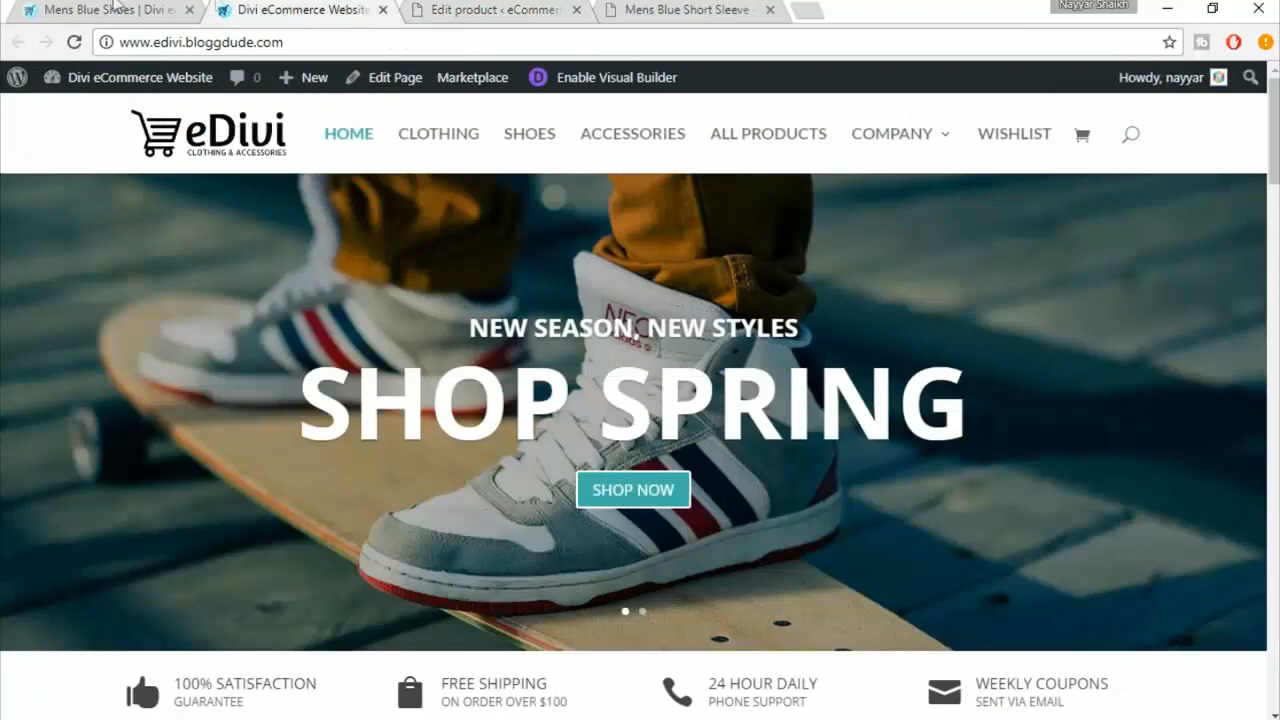 Mens Blue Shoes | Divi e
Divi eCommerce Website
Edit product ‹ eCommer
Mens Blue Short Sleeve
Nayyar Shaikh
www.edivi.bloggdude.com
Divi eCommerce Website
0
New
Edit Page
Marketplace
D
Enable Visual Builder
Howdy, nayyar
eDivi
CLOTHING & ACCESSORIES
HOME
CLOTHING
SHOES
ACCESSORIES
ALL PRODUCTS
COMPANY
WISHLIST
NEW SEASON, NEW STYLES
SHOP SPRING
SHOP NOW
100% SATISFACTION
GUARANTEE
FREE SHIPPING
ON ORDER OVER $100
24 HOUR DAILY
PHONE SUPPORT
WEEKLY COUPONS
SENT VIA EMAIL